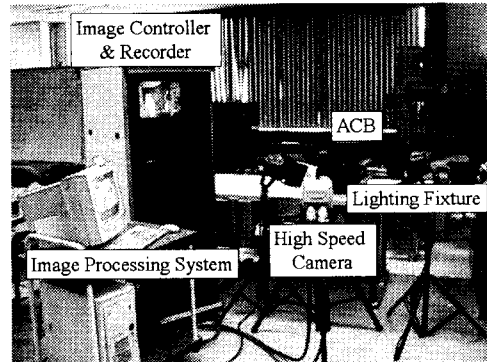 Image Controller
& Recorder
ACB
Lighting Fixture
High Speed
Camera
Image Processing System